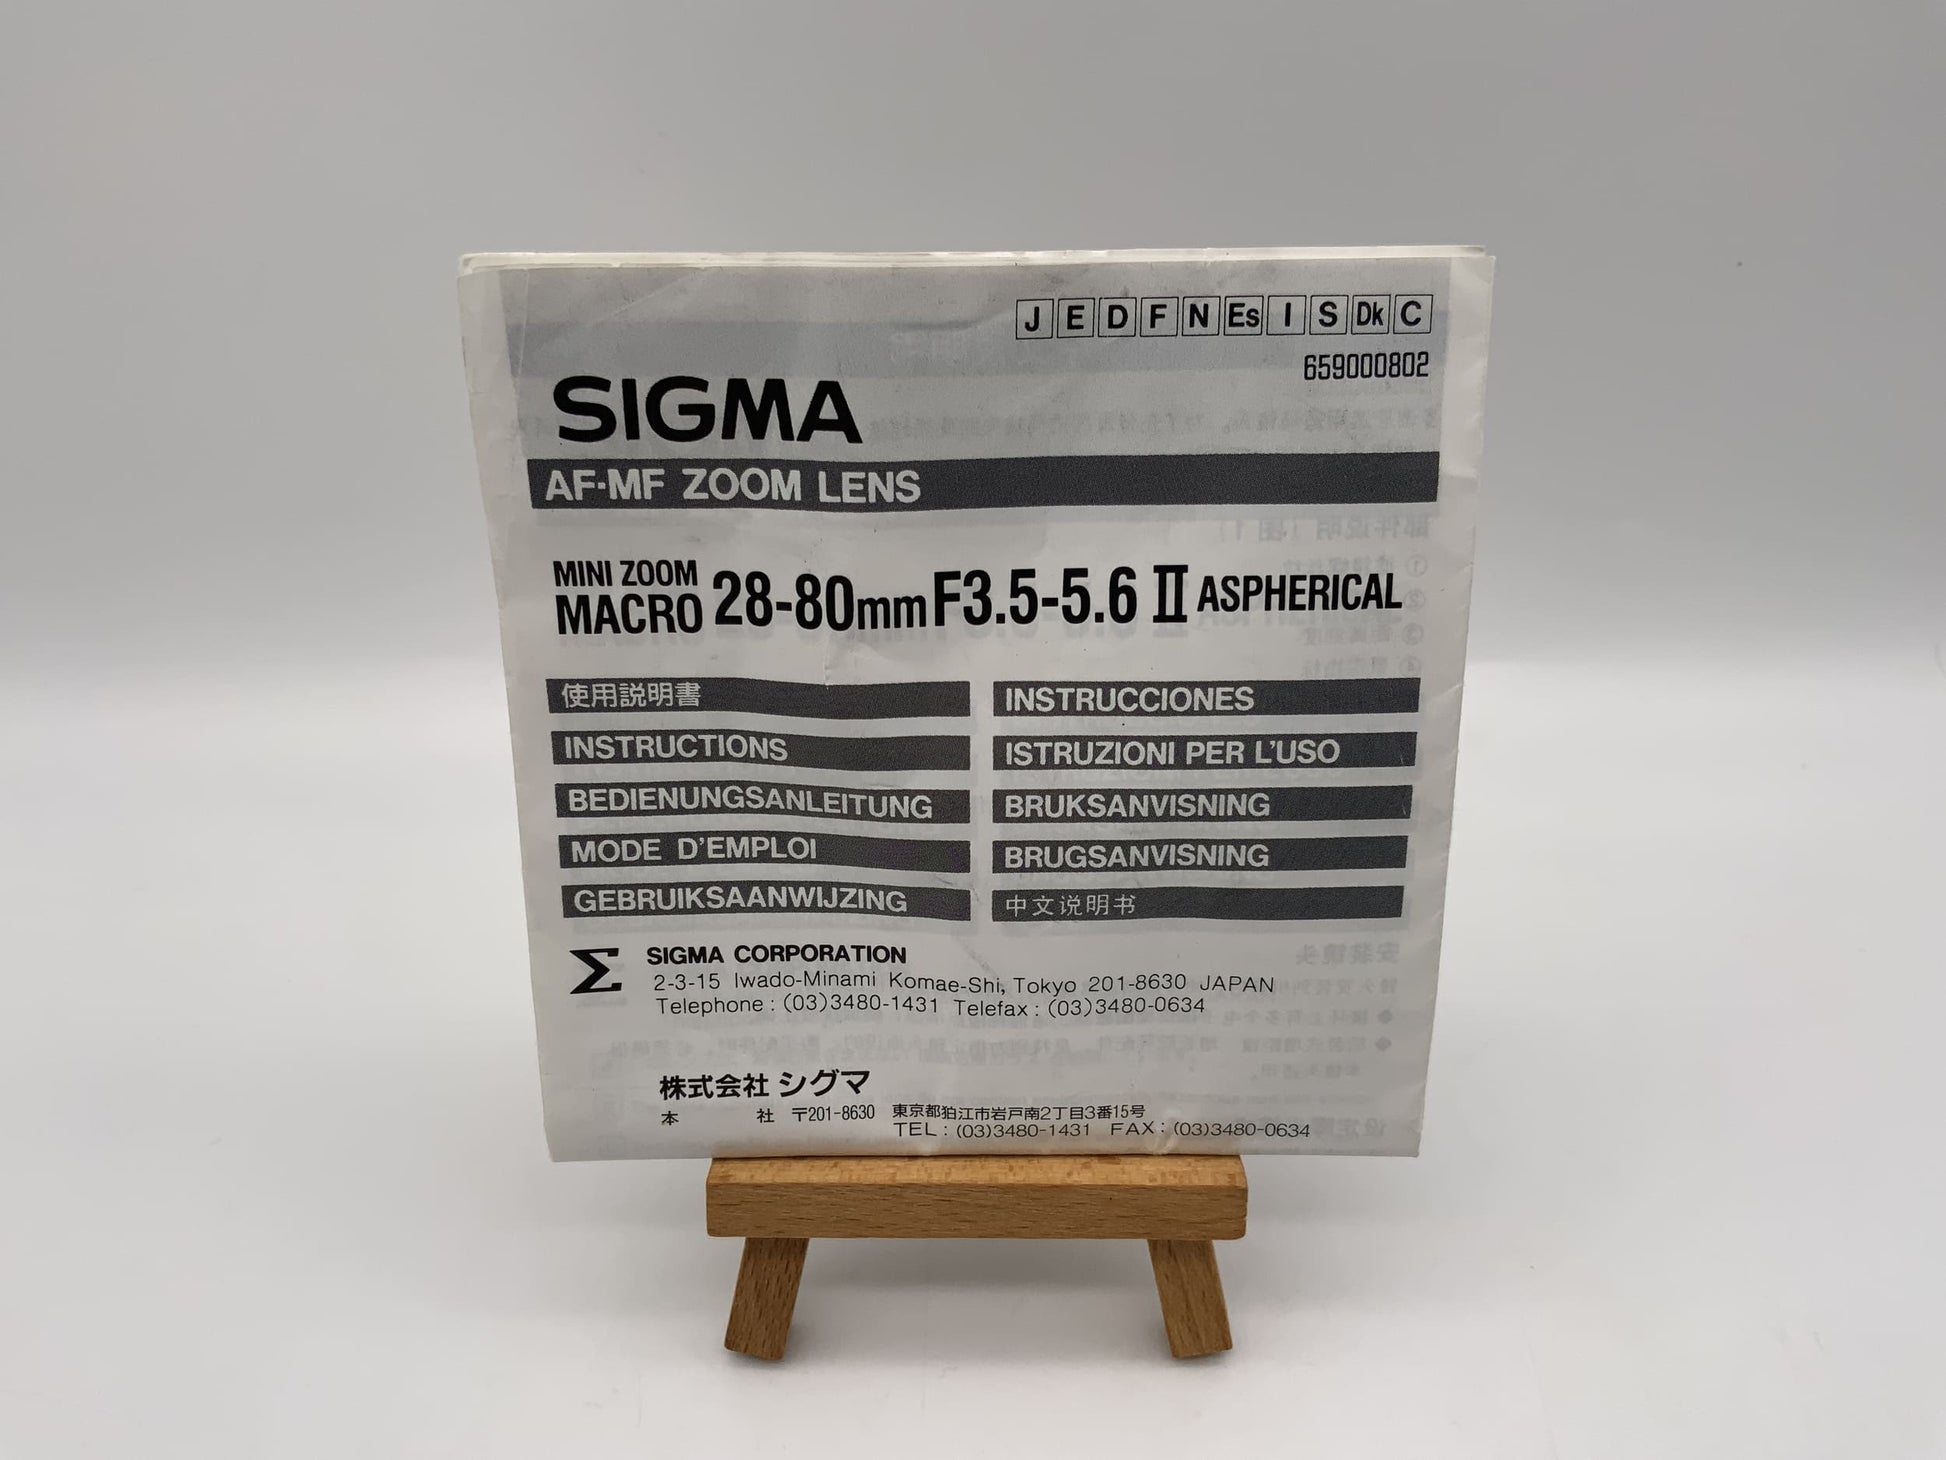 J E D F N Es I S Dk C
659000802
SIGMA
AF-MF ZOOM LENS
MINI ZOOM
MACRO 28-80mm F3.5-5.6 II ASPHERICAL
使用説明書
INSTRUCTIONS
BEDIENUNGSANLEITUNG
MODE D'EMPLOI
GEBRUIKSAANWIJZING
INSTRUCCIONES
ISTRUZIONI PER L'USO
BRUKSANVISNING
BRUGSANVISNING
中文说明书
Σ SIGMA CORPORATION
2-3-15 Iwado-Minami Komae-Shi, Tokyo 201-8630 JAPAN
Telephone : (03)3480-1431 Telefax : (03)3480-0634
株式会社 シグマ
本 社 〒201-8630 東京都狛江市岩戸南2丁目3番15号
TEL : (03)3480-1431 FAX : (03)3480-0634